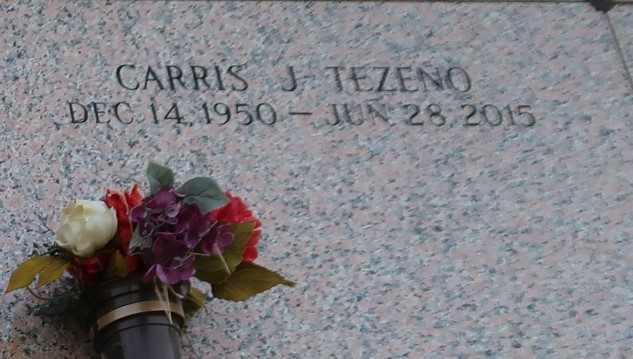 CARRIS J TEZENO
DEC 14, 1950 – JUN 28 2015